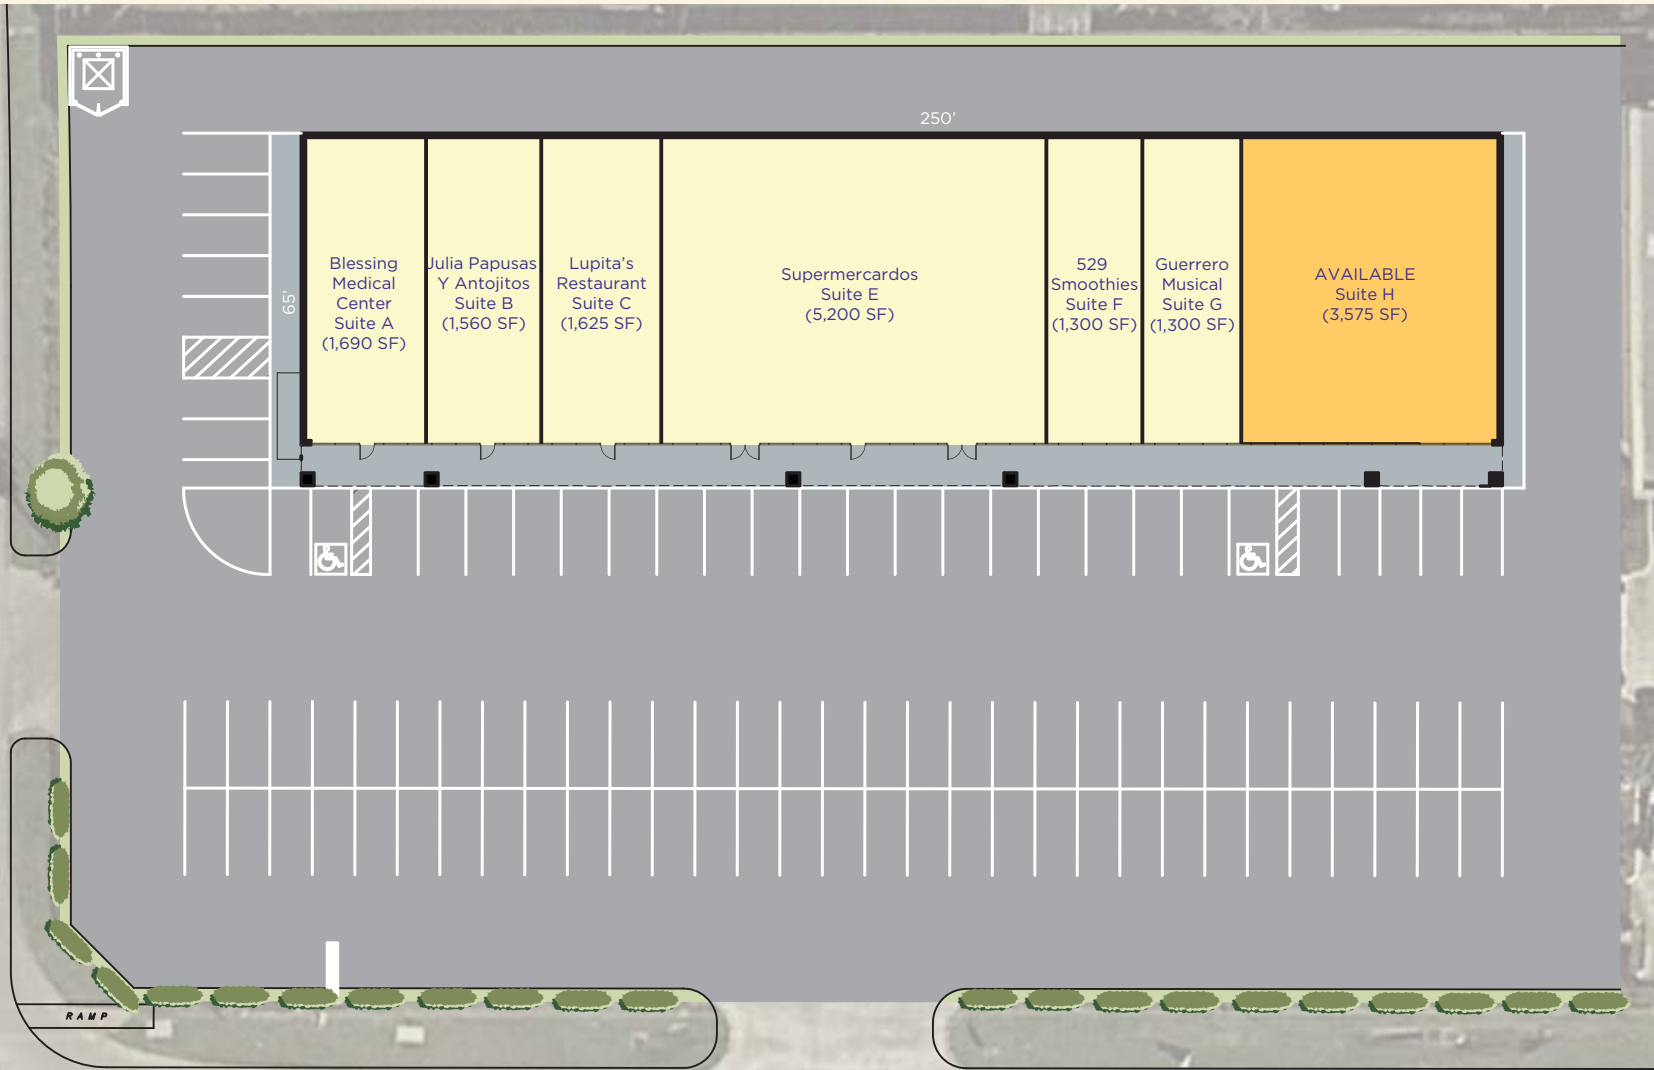 250'
65'
Blessing
Medical
Center
Suite A
(1,690 SF)
Julia Papusas
Y Antojitos
Suite B
(1,560 SF)
Lupita's
Restaurant
Suite C
(1,625 SF)
Supermercardos
Suite E
(5,200 SF)
529
Smoothies
Suite F
(1,300 SF)
Guerrero
Musical
Suite G
(1,300 SF)
AVAILABLE
Suite H
(3,575 SF)
RAMP